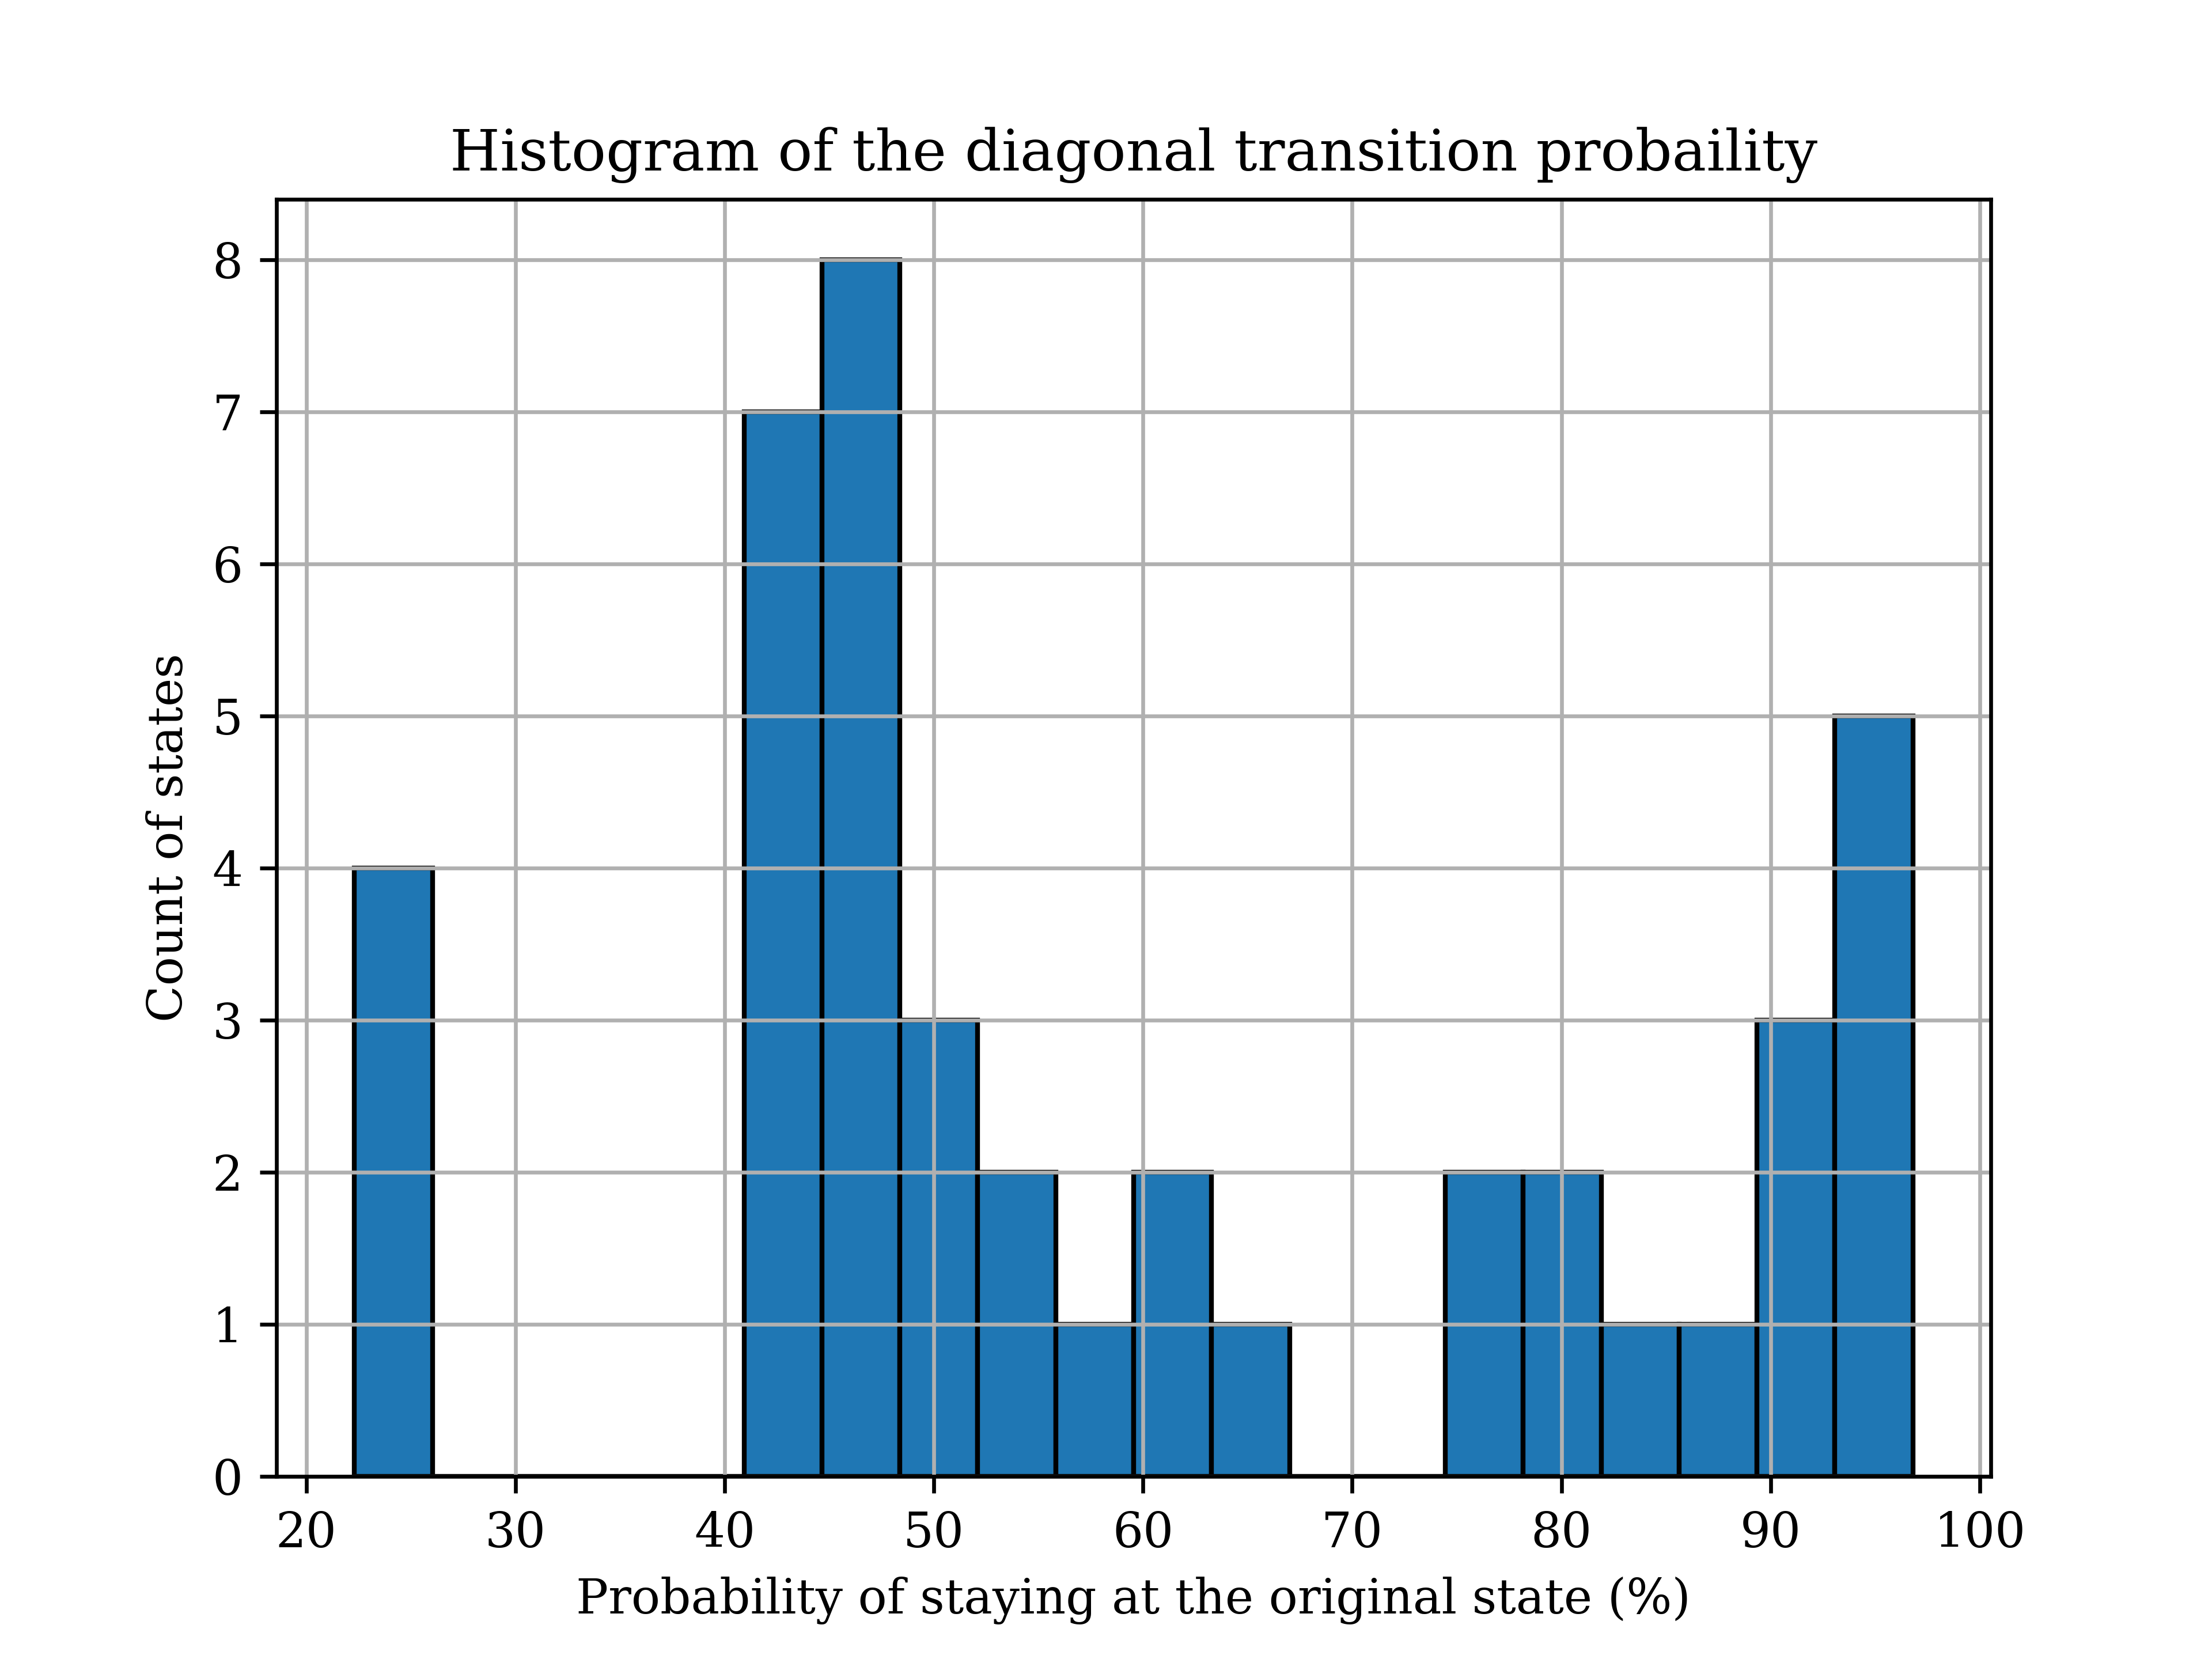 Histogram of the diagonal transition probaility
8
7
6
5
4
3
2
1
0
Count of states
20 30 40 50 60 70 80 90 100
Probability of staying at the original state (%)